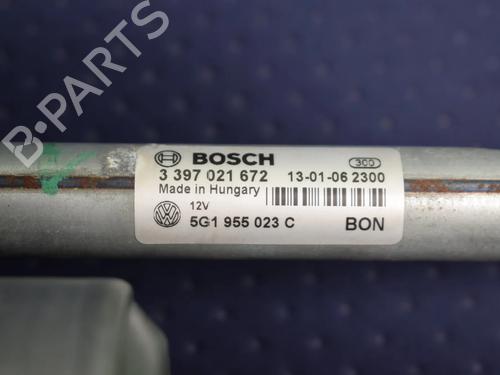 B-PARTS
BOSCH
300
3 397 021 672 13-01-06 2300
Made in Hungary
12V
5G1 955 023 C BON